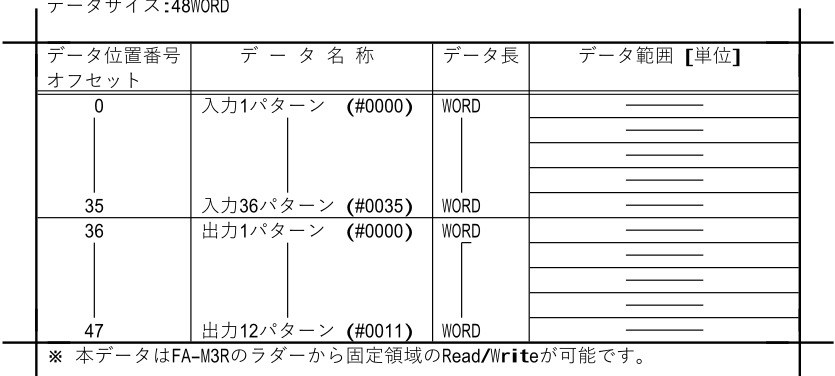 データサイズ:48WORD
データ位置番号 データ名称 データ長 データ範囲 [単位]
オフセット
0 入力1パターン (#0000) WORD
35 入力36パターン (#0035) WORD
36 出力1パターン (#0000) WORD
47 出力12パターン (#0011) WORD
※ 本データはFA-M3Rのラダーから固定領域のRead/Writeが可能です。